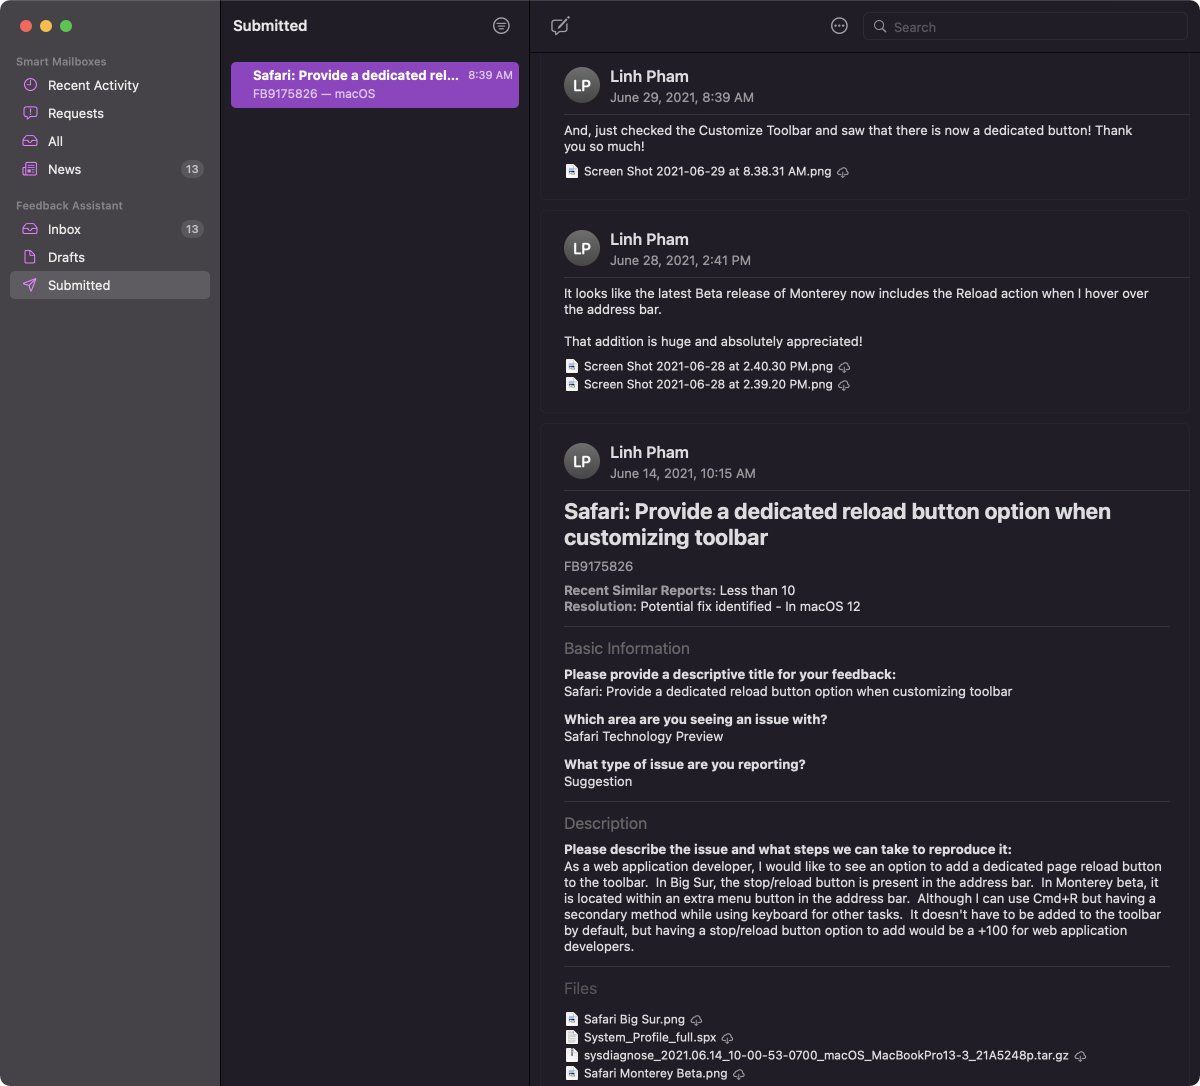 Smart Mailboxes
Recent Activity
Requests
All
News 13
Feedback Assistant
Inbox 13
Drafts
Submitted
Submitted
Safari: Provide a dedicated rel... 8:39 AM
FB9175826 — macOS
Search
LP
Linh Pham
June 29, 2021, 8:39 AM
And, just checked the Customize Toolbar and saw that there is now a dedicated button! Thank
you so much!
Screen Shot 2021-06-29 at 8.38.31 AM.png
LP
Linh Pham
June 28, 2021, 2:41 PM
It looks like the latest Beta release of Monterey now includes the Reload action when I hover over
the address bar.
That addition is huge and absolutely appreciated!
Screen Shot 2021-06-28 at 2.40.30 PM.png
Screen Shot 2021-06-28 at 2.39.20 PM.png
LP
Linh Pham
June 14, 2021, 10:15 AM
Safari: Provide a dedicated reload button option when
customizing toolbar
FB9175826
Recent Similar Reports: Less than 10
Resolution: Potential fix identified - In macOS 12
Basic Information
Please provide a descriptive title for your feedback:
Safari: Provide a dedicated reload button option when customizing toolbar
Which area are you seeing an issue with?
Safari Technology Preview
What type of issue are you reporting?
Suggestion
Description
Please describe the issue and what steps we can take to reproduce it:
As a web application developer, I would like to see an option to add a dedicated page reload button
to the toolbar.  In Big Sur, the stop/reload button is present in the address bar.  In Monterey beta, it
is located within an extra menu button in the address bar.  Although I can use Cmd+R but having a
secondary method while using keyboard for other tasks.  It doesn't have to be added to the toolbar
by default, but having a stop/reload button option to add would be a +100 for web application
developers.
Files
Safari Big Sur.png
System_Profile_full.spx
sysdiagnose_2021.06.14_10-00-53-0700_macOS_MacBookPro13-3_21A5248p.tar.gz
Safari Monterey Beta.png